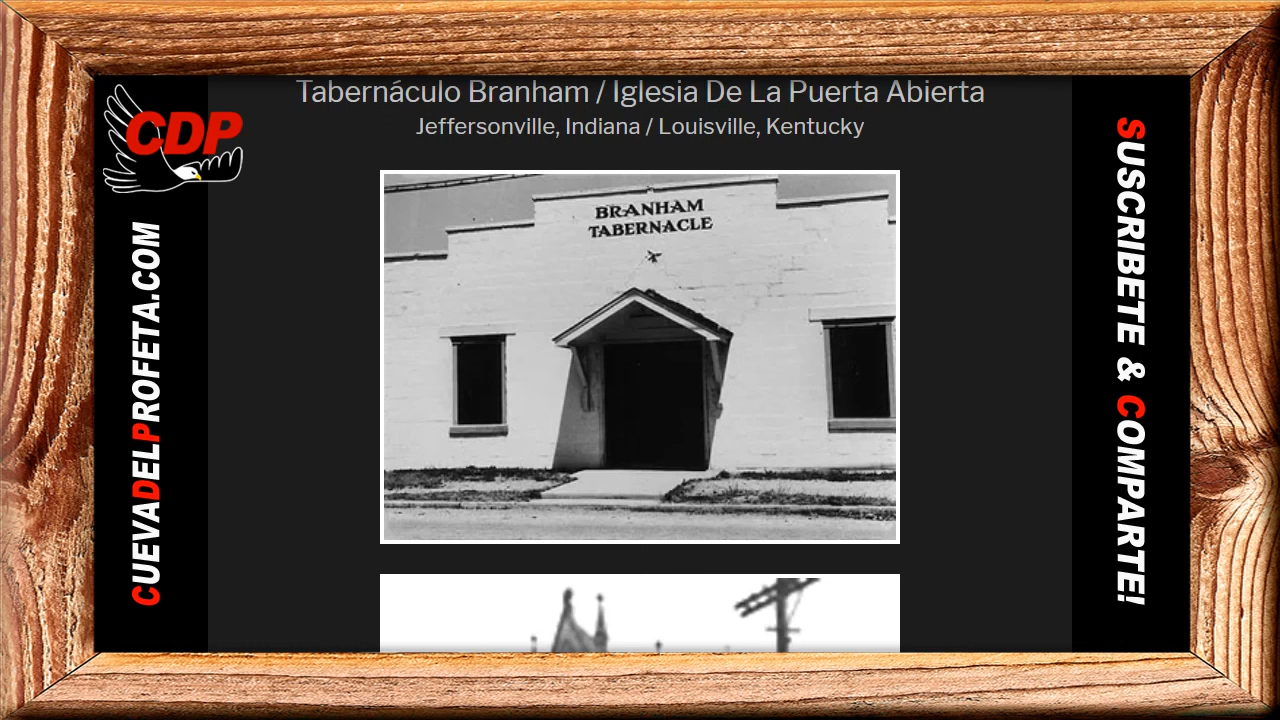 Tabernáculo Branham / Iglesia De La Puerta Abierta
Jeffersonville, Indiana / Louisville, Kentucky
CDP
CUEVADELPROFETA.COM
BRANHAM
TABERNACLE
SUSCRIBETE & COMPARTE!